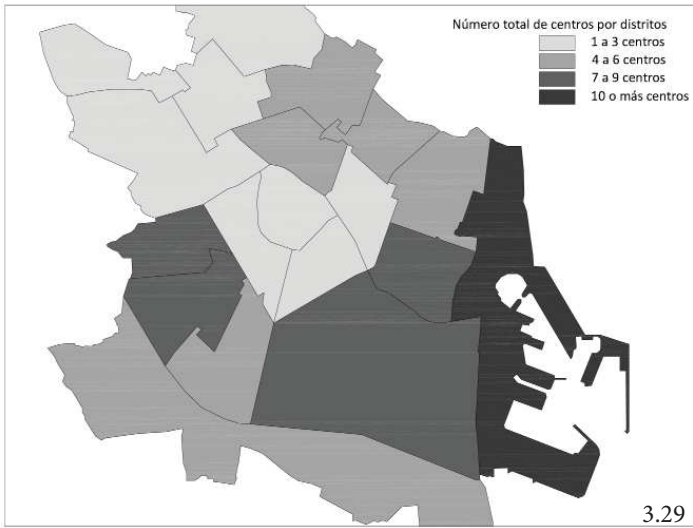 Número total de centros por distritos
1 a 3 centros
4 a 6 centros
7 a 9 centros
10 o más centros
3.29